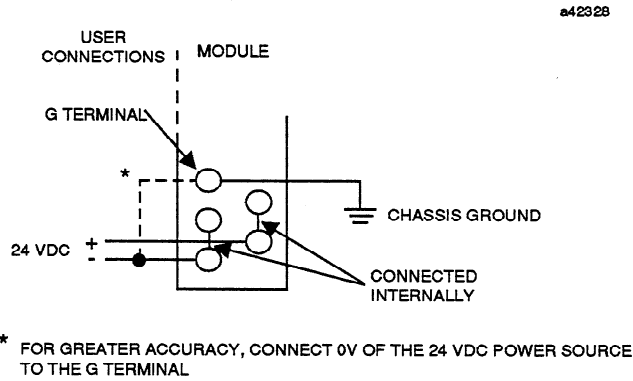 a42328
USER
CONNECTIONS
MODULE
G TERMINAL
*
CHASSIS GROUND
24 VDC
+
-
CONNECTED
INTERNALLY
* FOR GREATER ACCURACY, CONNECT 0V OF THE 24 VDC POWER SOURCE
TO THE G TERMINAL